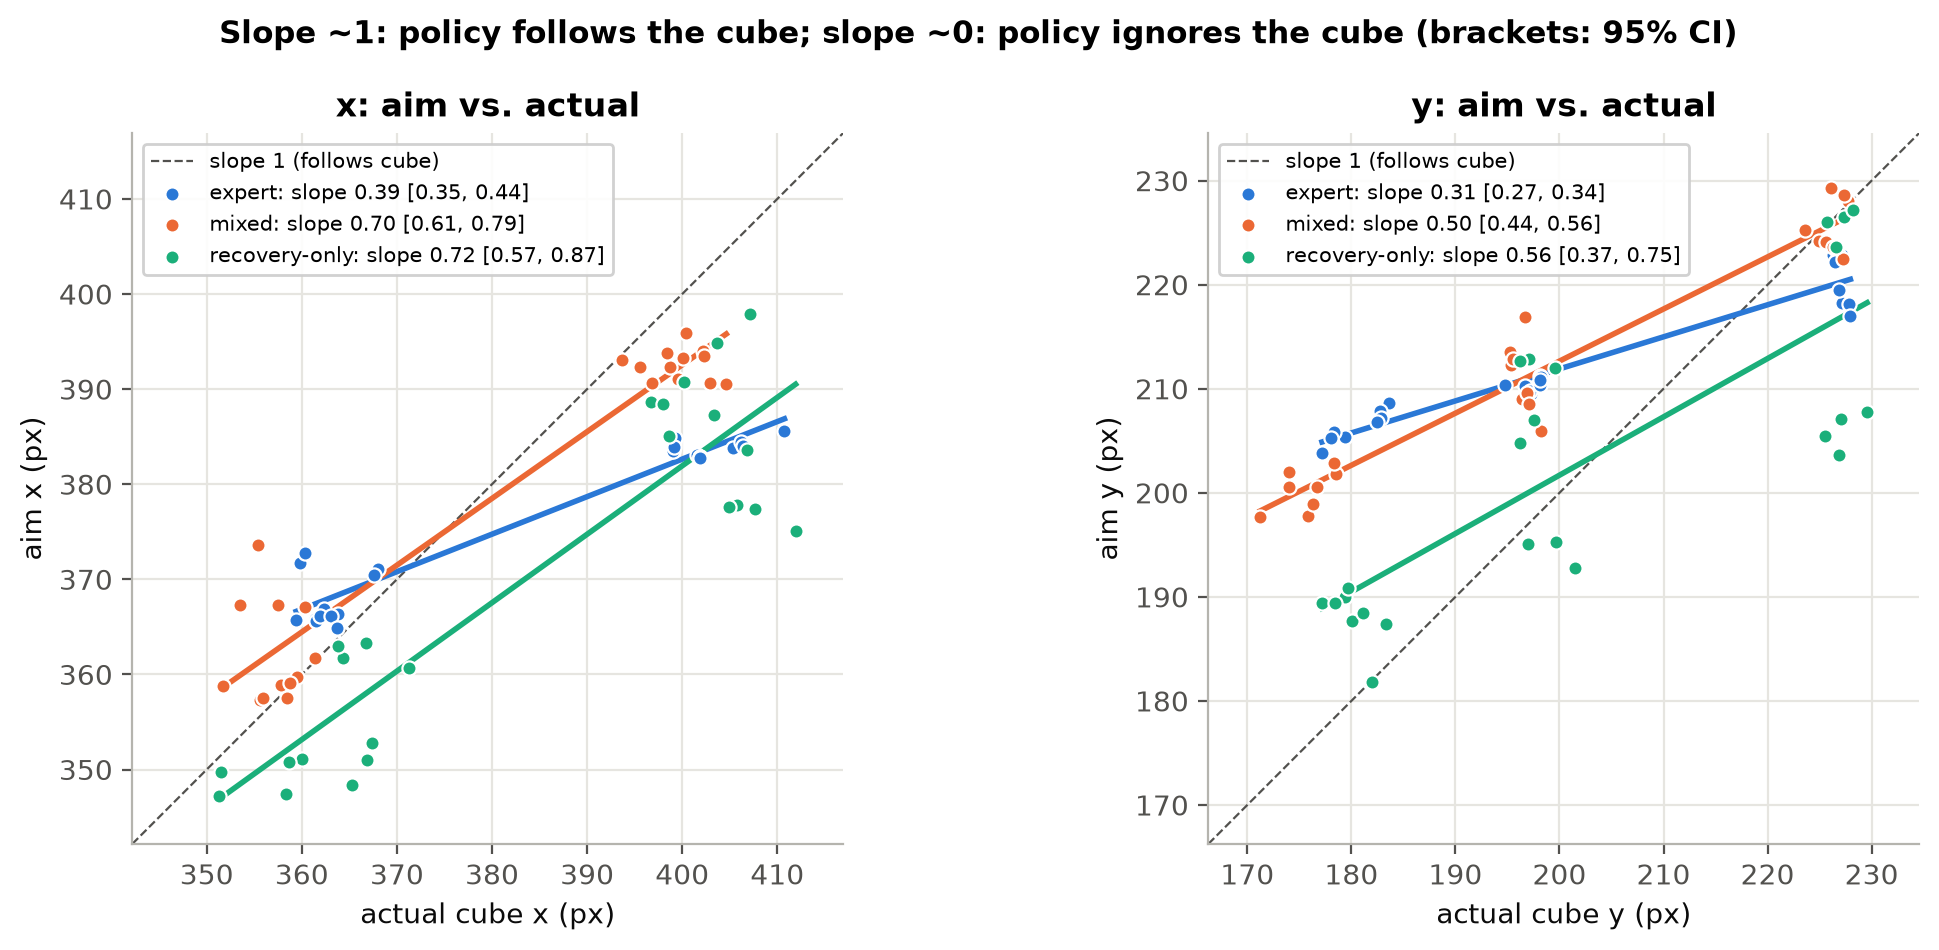 Slope ~1: policy follows the cube; slope ~0: policy ignores the cube (brackets: 95% CI)
x: aim vs. actual
slope 1 (follows cube)
expert: slope 0.39 [0.35, 0.44]
mixed: slope 0.70 [0.61, 0.79]
recovery-only: slope 0.72 [0.57, 0.87]
410
400
390
380
370
360
350
aim x (px)
350 360 370 380 390 400 410
actual cube x (px)
y: aim vs. actual
slope 1 (follows cube)
expert: slope 0.31 [0.27, 0.34]
mixed: slope 0.50 [0.44, 0.56]
recovery-only: slope 0.56 [0.37, 0.75]
230
220
210
200
190
180
170
aim y (px)
170 180 190 200 210 220 230
actual cube y (px)